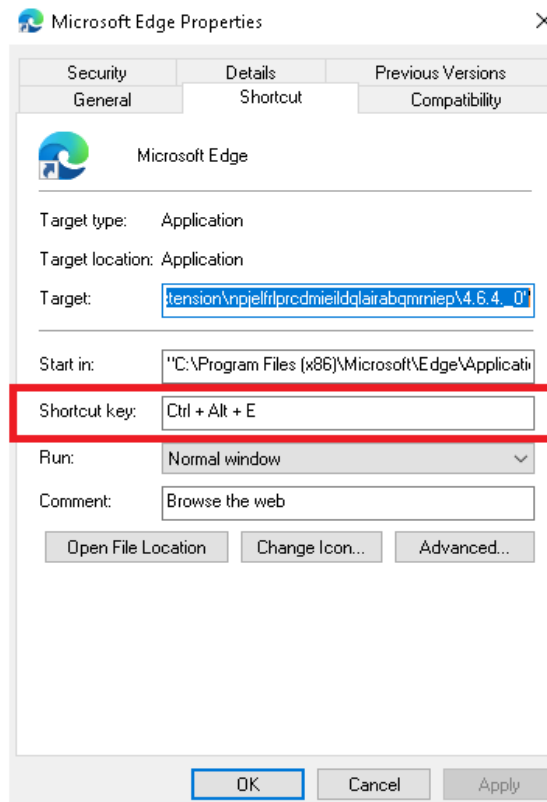 Microsoft Edge Properties
Security Details Previous Versions
General Shortcut Compatibility
Microsoft Edge
Target type: Application
Target location: Application
Target: :tension\npjelfrlprcdmieildqlairabqmrniep\4.6.4._0"
Start in: "C:\Program Files (x86)\Microsoft\Edge\Applicati
Shortcut key: Ctrl + Alt + E
Run: Normal window
Comment: Browse the web
Open File Location Change Icon... Advanced...
OK Cancel Apply